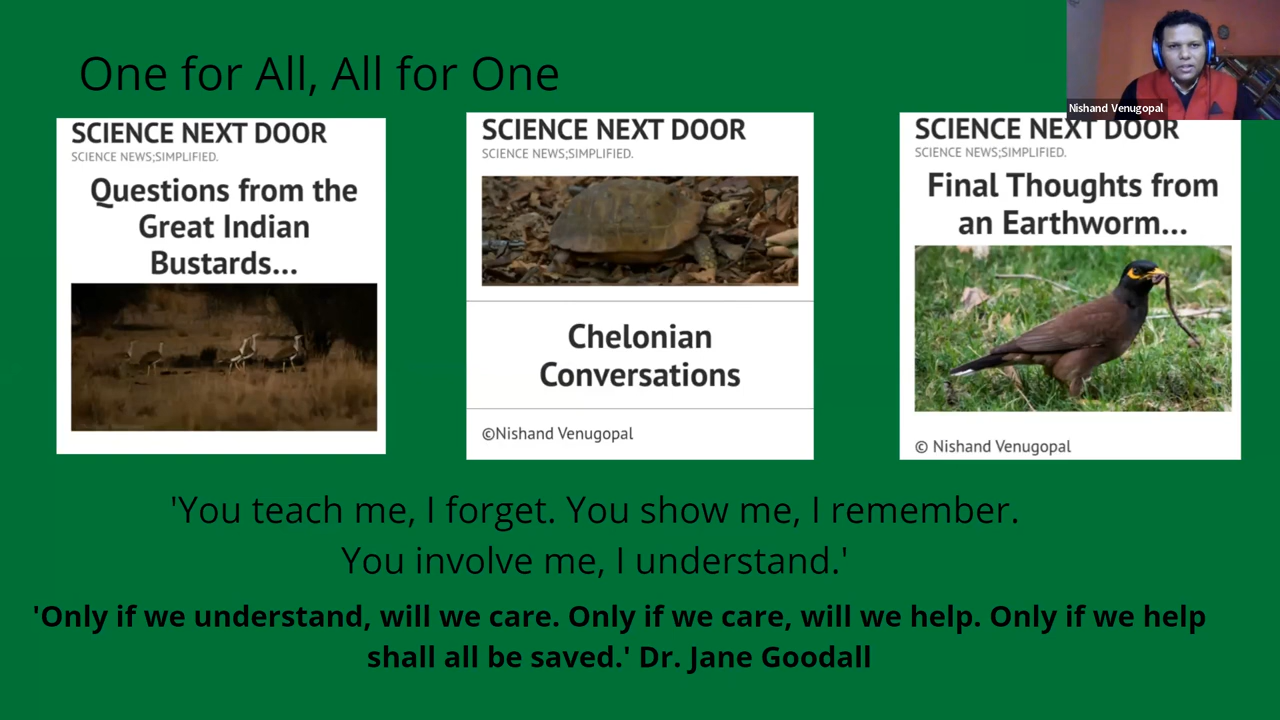 One for All, All for One
Nishand Venugopal
SCIENCE NEXT DOOR
SCIENCE NEWS;SIMPLIFIED.
Questions from the
Great Indian
Bustards...
SCIENCE NEXT DOOR
SCIENCE NEWS;SIMPLIFIED.
Chelonian
Conversations
©Nishand Venugopal
SCIENCE NEXT DOOR
SCIENCE NEWS;SIMPLIFIED.
Final Thoughts from
an Earthworm...
© Nishand Venugopal
'You teach me, I forget. You show me, I remember.
You involve me, I understand.'
'Only if we understand, will we care. Only if we care, will we help. Only if we help
shall all be saved.' Dr. Jane Goodall